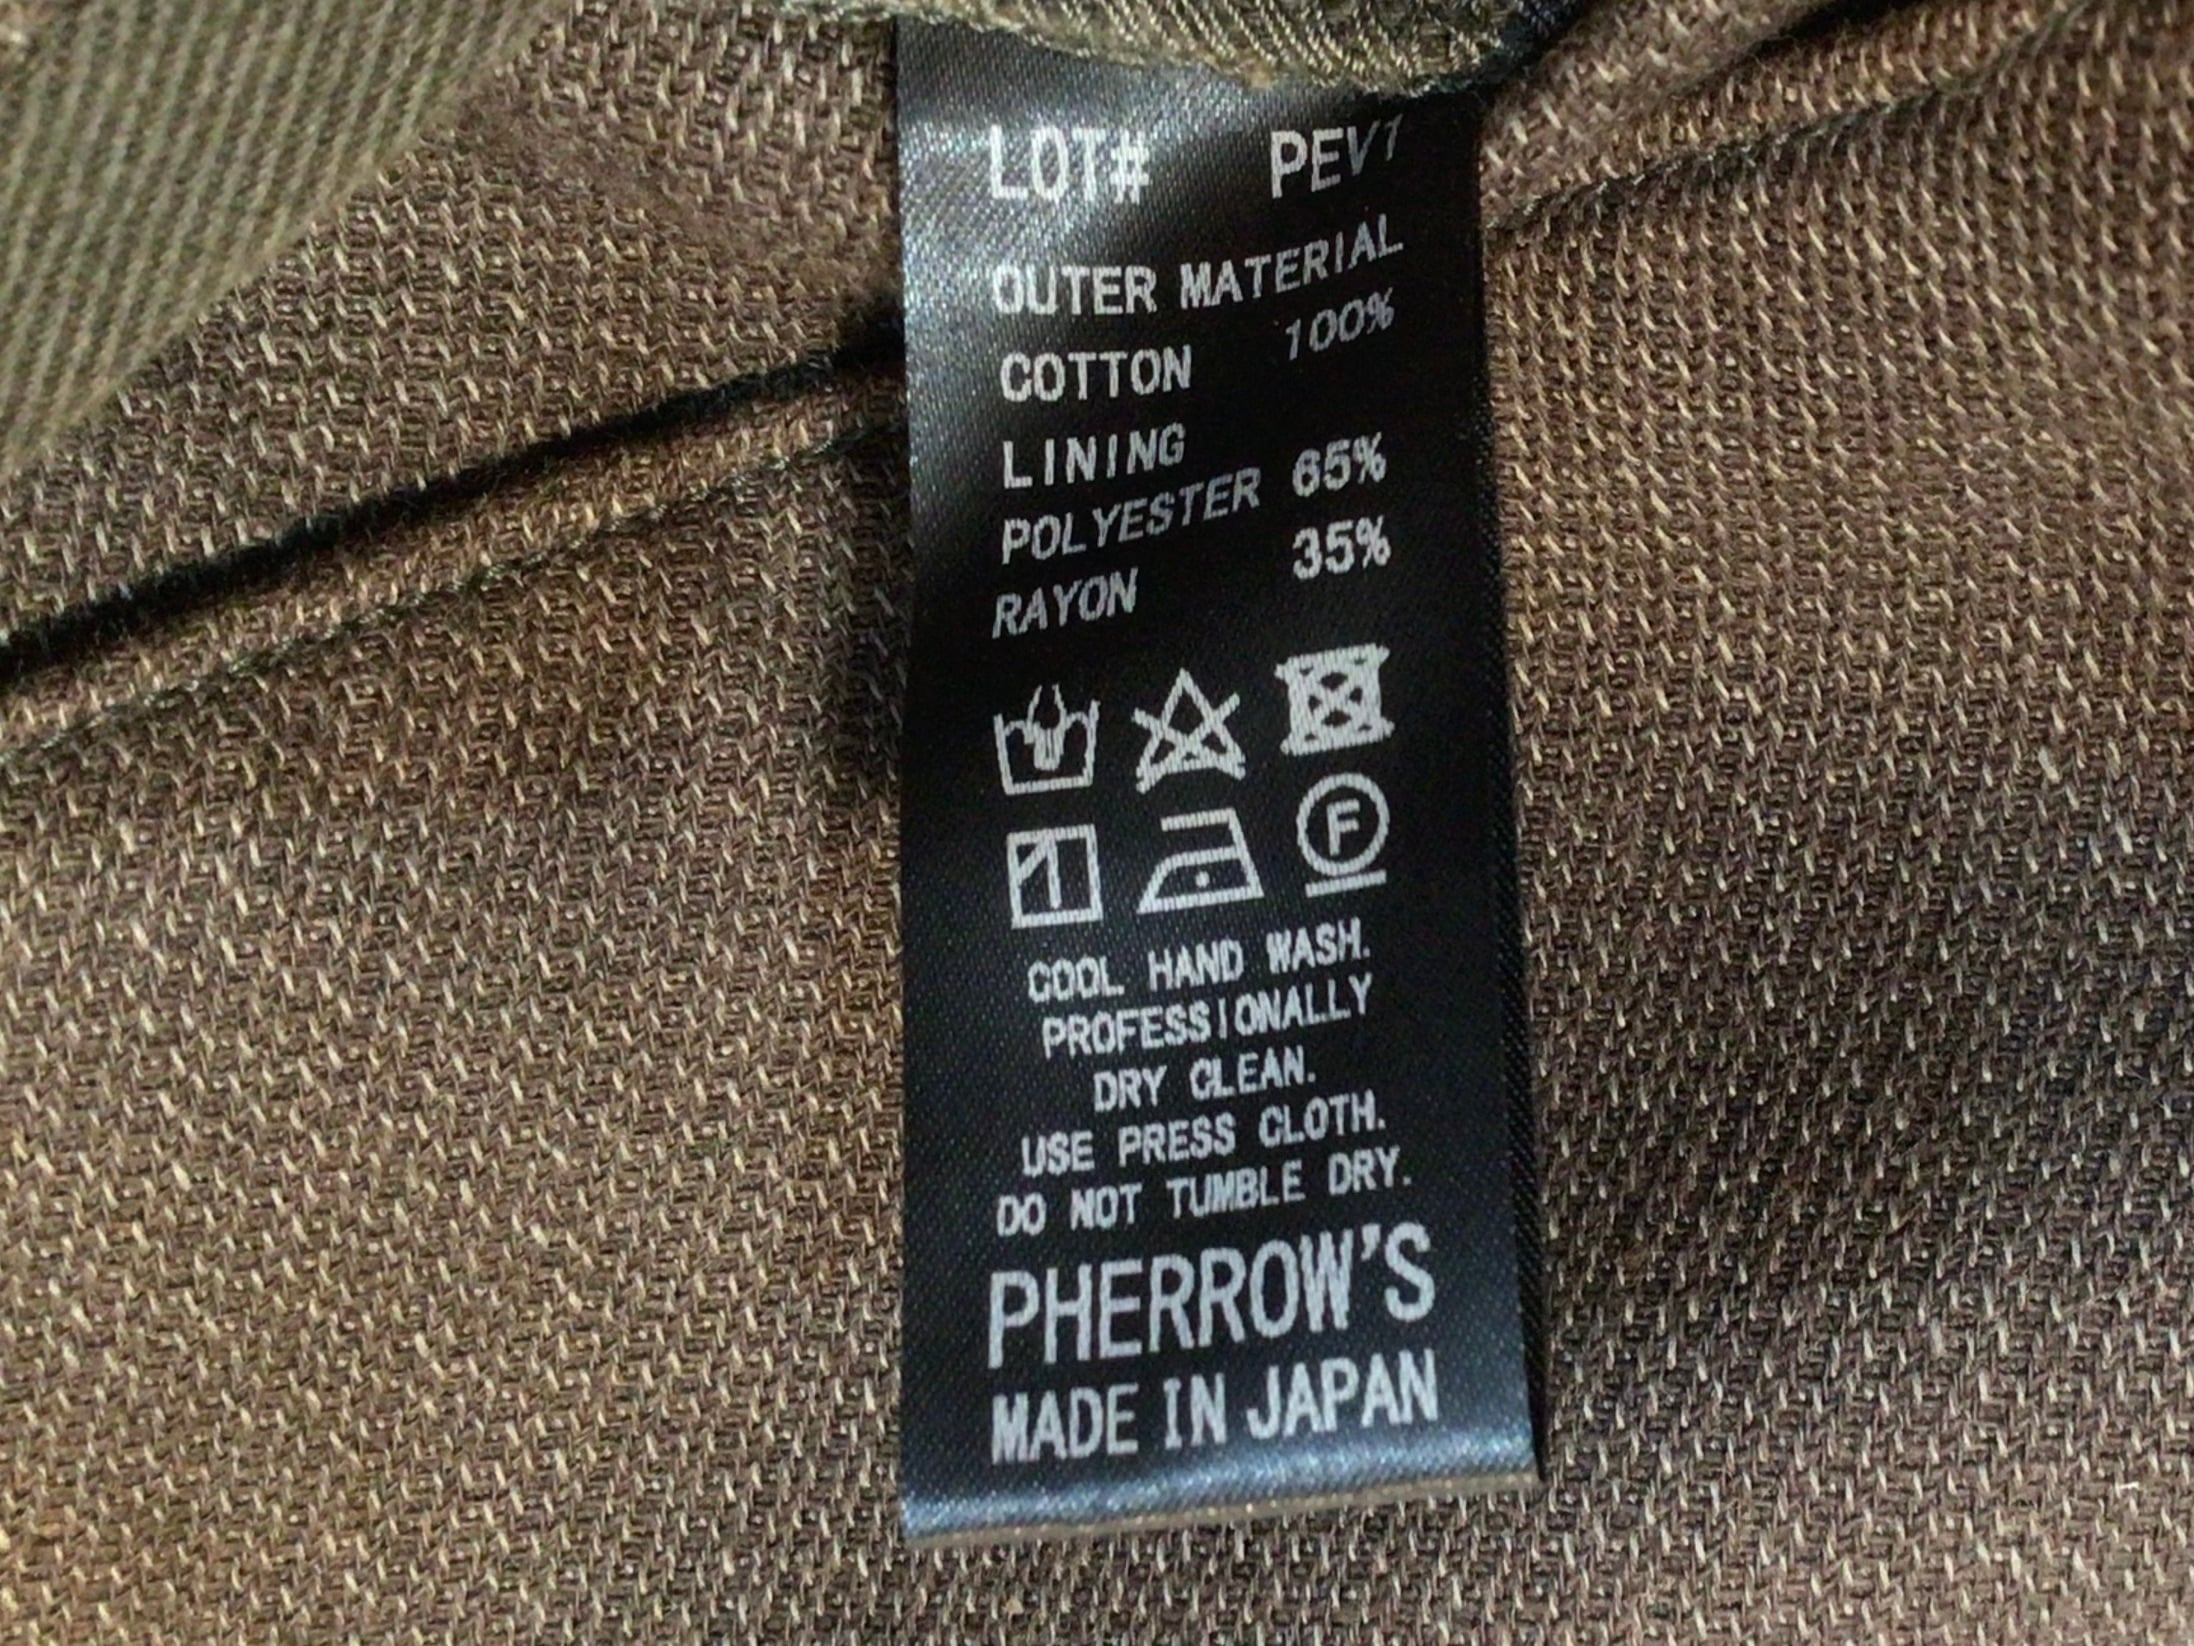 LOT# PEV1
OUTER MATERIAL
COTTON 100%
LINING
POLYESTER 65%
RAYON 35%
F
COOL HAND WASH.
PROFESSIONALLY
DRY CLEAN.
USE PRESS CLOTH.
DO NOT TUMBLE DRY.
PHERROW'S
MADE IN JAPAN